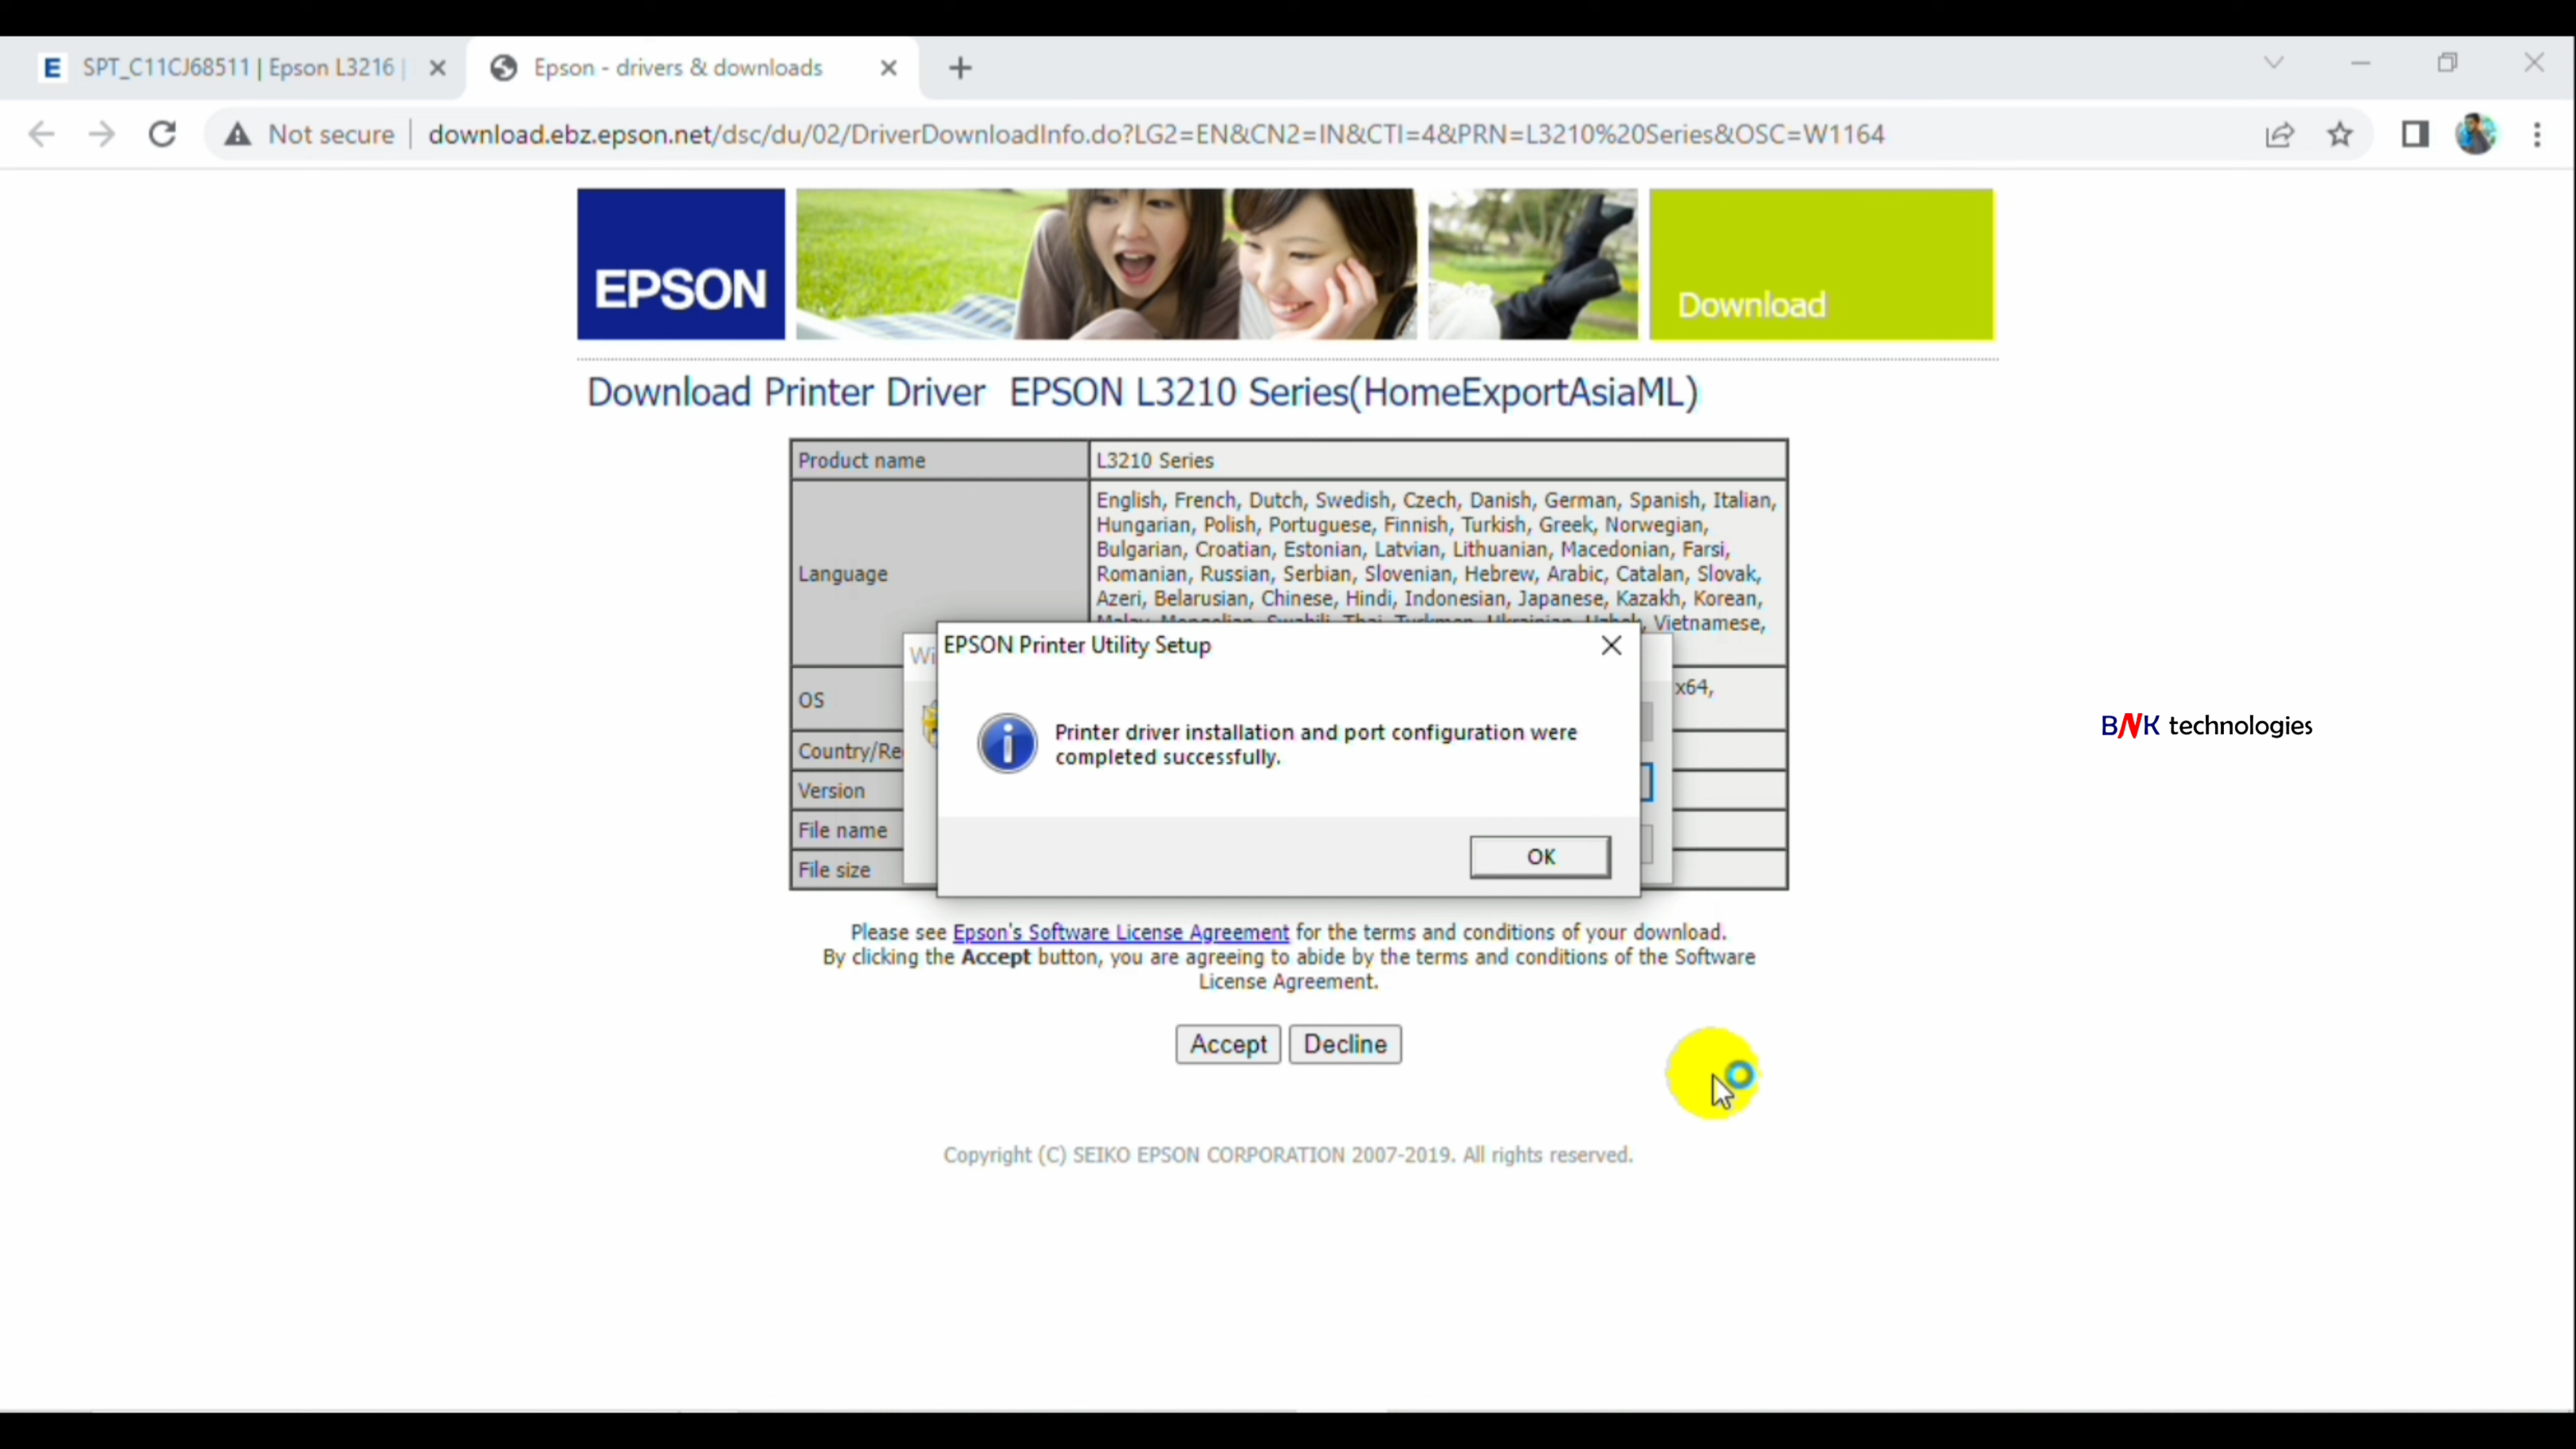 SPT_C11CJ68511 | Epson L3216 |
Epson - drivers & downloads
Not secure
download.ebz.epson.net/dsc/du/02/DriverDownloadInfo.do?LG2=EN&CN2=IN&CTI=4&PRN=L3210%20Series&OSC=W1164
EPSON
Download
Download Printer Driver EPSON L3210 Series(HomeExportAsiaML)
Product name
L3210 Series
Language
English, French, Dutch, Swedish, Czech, Danish, German, Spanish, Italian,
Hungarian, Polish, Portuguese, Finnish, Turkish, Greek, Norwegian,
Bulgarian, Croatian, Estonian, Latvian, Lithuanian, Macedonian, Farsi,
Romanian, Russian, Serbian, Slovenian, Hebrew, Arabic, Catalan, Slovak,
Azeri, Belarusian, Chinese, Hindi, Indonesian, Japanese, Kazakh, Korean,
Vietnamese,
OS
x64,
Country/Re
Version
File name
File size
Wi
EPSON Printer Utility Setup
Printer driver installation and port configuration were
completed successfully.
OK
BNK technologies
Please see Epson's Software License Agreement for the terms and conditions of your download.
By clicking the Accept button, you are agreeing to abide by the terms and conditions of the Software
License Agreement.
Accept
Decline
Copyright (C) SEIKO EPSON CORPORATION 2007-2019. All rights reserved.